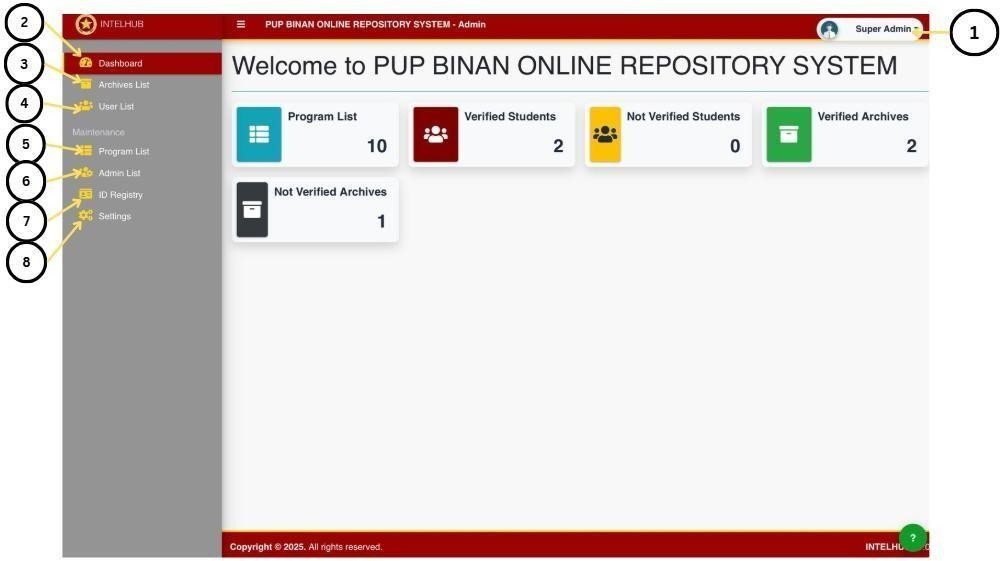 2
INTELHUB
PUP BINAN ONLINE REPOSITORY SYSTEM - Admin
Super Admin
1
3
Dashboard
Welcome to PUP BINAN ONLINE REPOSITORY SYSTEM
Archives List
4
User List
Program List
10
Verified Students
2
Not Verified Students
0
Verified Archives
2
Maintenance
5
Program List
6
Admin List
7
ID Registry
Not Verified Archives
1
8
Settings
Copyright © 2025. All rights reserved.
?